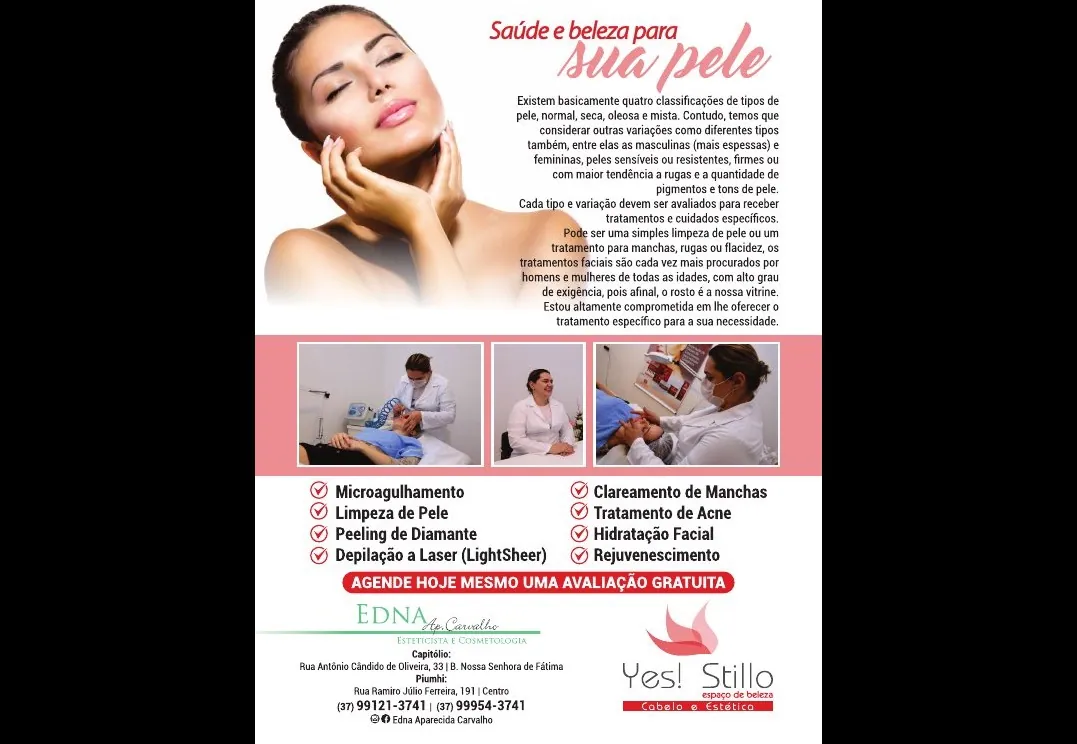 Saúde e beleza para
sua pele
Existem basicamente quatro classificações de tipos de
pele, normal, seca, oleosa e mista. Contudo, temos que
considerar outras variações como diferentes tipos
também, entre elas as masculinas (mais espessas) e
femininas, peles sensíveis ou resistentes, firmes ou
com maior tendência a rugas e a quantidade de
pigmentos e tons de pele.
Cada tipo e variação devem ser avaliados para receber
tratamentos e cuidados específicos.
Pode ser uma simples limpeza de pele ou um
tratamento para manchas, rugas ou flacidez, os
tratamentos faciais são cada vez mais procurados por
homens e mulheres de todas as idades, com alto grau
de exigência, pois afinal, o rosto é a nossa vitrine.
Estou altamente comprometida em lhe oferecer o
tratamento específico para a sua necessidade.
Microagulhamento
Limpeza de Pele
Peeling de Diamante
Depilação a Laser (LightSheer)
Clareamento de Manchas
Tratamento de Acne
Hidratação Facial
Rejuvenescimento
AGENDE HOJE MESMO UMA AVALIAÇÃO GRATUITA
EDNA
Ap. Carvalho
ESTETICISTA E COSMETOLOGIA
Capitólio:
Rua Antônio Cândido de Oliveira, 33 | B. Nossa Senhora de Fátima
Piumhi:
Rua Ramiro Júlio Ferreira, 191 | Centro
(37) 99121-3741 | (37) 99954-3741
Edna Aparecida Carvalho
Yes! Stillo
espaço de beleza
Cabelo e Estética